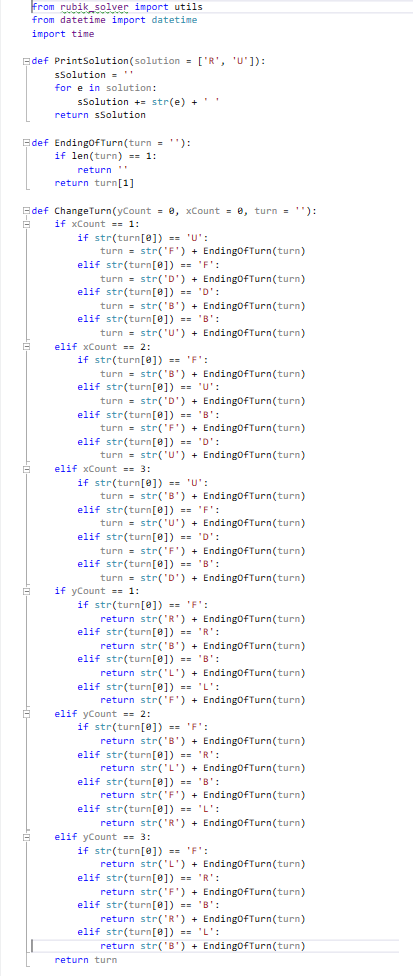 from rubik_solver import utils
from datetime import datetime
import time
def PrintSolution(solution = ['R', 'U']):
    sSolution = ''
    for e in solution:
        sSolution += str(e) + ' '
    return sSolution
def EndingOfTurn(turn = ''):
    if len(turn) == 1:
        return ''
    return turn[1]
def ChangeTurn(yCount = 0, xCount = 0, turn = ''):
    if xCount == 1:
        if str(turn[0]) == 'U':
            turn = str('F') + EndingOfTurn(turn)
        elif str(turn[0]) == 'F':
            turn = str('D') + EndingOfTurn(turn)
        elif str(turn[0]) == 'D':
            turn = str('B') + EndingOfTurn(turn)
        elif str(turn[0]) == 'B':
            turn = str('U') + EndingOfTurn(turn)
    elif xCount == 2:
        if str(turn[0]) == 'F':
            turn = str('B') + EndingOfTurn(turn)
        elif str(turn[0]) == 'U':
            turn = str('D') + EndingOfTurn(turn)
        elif str(turn[0]) == 'B':
            turn = str('F') + EndingOfTurn(turn)
        elif str(turn[0]) == 'D':
            turn = str('U') + EndingOfTurn(turn)
    elif xCount == 3:
        if str(turn[0]) == 'U':
            turn = str('B') + EndingOfTurn(turn)
        elif str(turn[0]) == 'F':
            turn = str('U') + EndingOfTurn(turn)
        elif str(turn[0]) == 'D':
            turn = str('F') + EndingOfTurn(turn)
        elif str(turn[0]) == 'B':
            turn = str('D') + EndingOfTurn(turn)
    if yCount == 1:
        if str(turn[0]) == 'F':
            return str('R') + EndingOfTurn(turn)
        elif str(turn[0]) == 'R':
            return str('B') + EndingOfTurn(turn)
        elif str(turn[0]) == 'B':
            return str('L') + EndingOfTurn(turn)
        elif str(turn[0]) == 'L':
            return str('F') + EndingOfTurn(turn)
    elif yCount == 2:
        if str(turn[0]) == 'F':
            return str('B') + EndingOfTurn(turn)
        elif str(turn[0]) == 'R':
            return str('L') + EndingOfTurn(turn)
        elif str(turn[0]) == 'B':
            return str('F') + EndingOfTurn(turn)
        elif str(turn[0]) == 'L':
            return str('R') + EndingOfTurn(turn)
    elif yCount == 3:
        if str(turn[0]) == 'F':
            return str('L') + EndingOfTurn(turn)
        elif str(turn[0]) == 'R':
            return str('F') + EndingOfTurn(turn)
        elif str(turn[0]) == 'B':
            return str('R') + EndingOfTurn(turn)
        elif str(turn[0]) == 'L':
            return str('B') + EndingOfTurn(turn)
    return turn